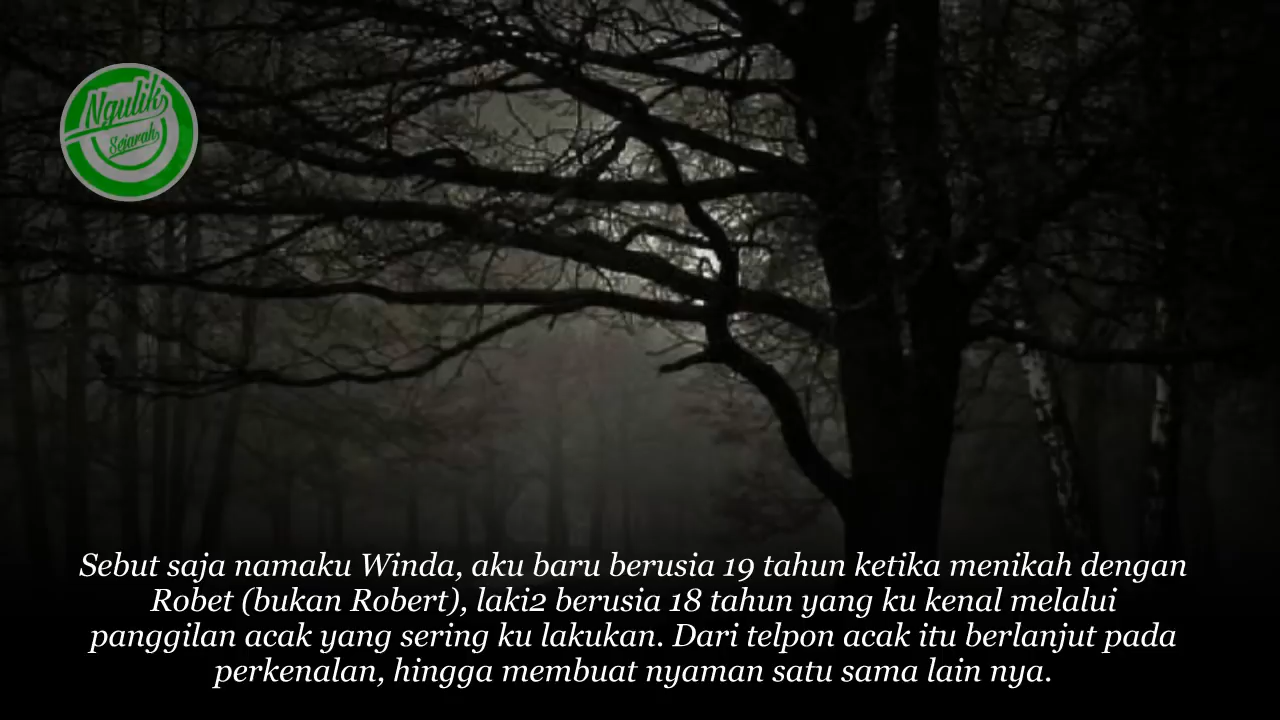 Ngulik
Sejarah
Sebut saja namaku Winda, aku baru berusia 19 tahun ketika menikah dengan
Robet (bukan Robert), laki2 berusia 18 tahun yang ku kenal melalui
panggilan acak yang sering ku lakukan. Dari telpon acak itu berlanjut pada
perkenalan, hingga membuat nyaman satu sama lain nya.